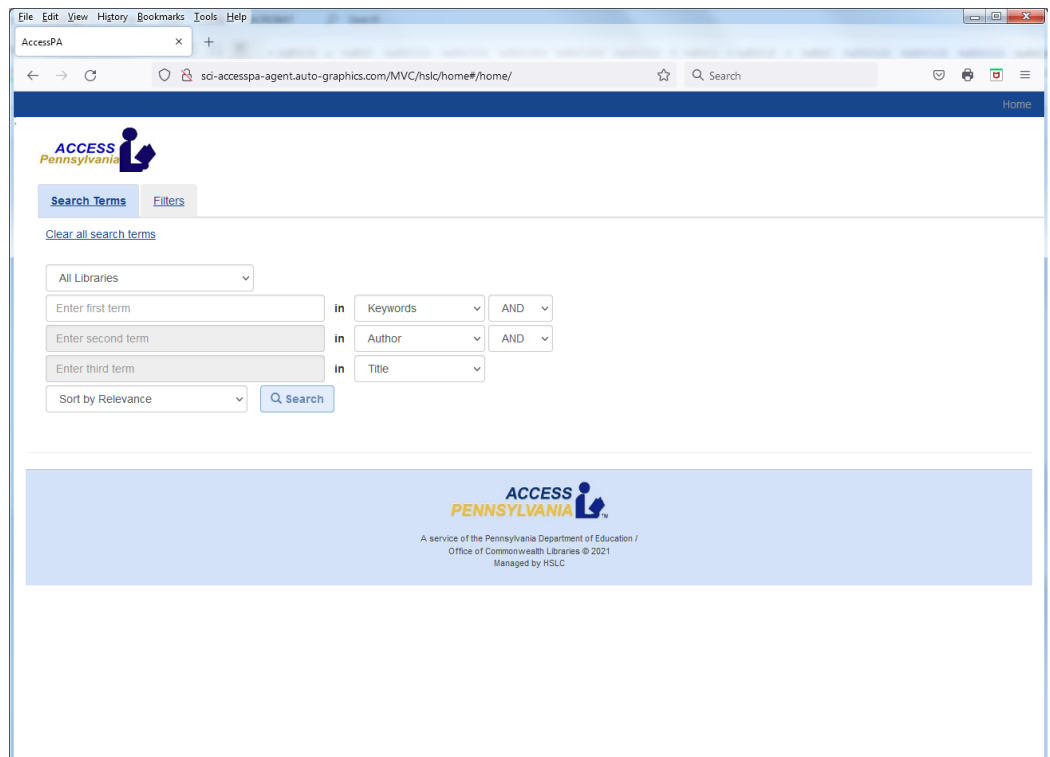 File Edit View History Bookmarks Tools Help
AccessPA × +
sci-accesspa-agent.auto-graphics.com/MVC/hslc/home#/home/ Search
Home
ACCESS
Pennsylvania
Search Terms Filters
Clear all search terms
All Libraries
Enter first term in Keywords AND
Enter second term in Author AND
Enter third term in Title
Sort by Relevance Search
ACCESS
PENNSYLVANIA TM
A service of the Pennsylvania Department of Education /
Office of Commonwealth Libraries © 2021
Managed by HSLC